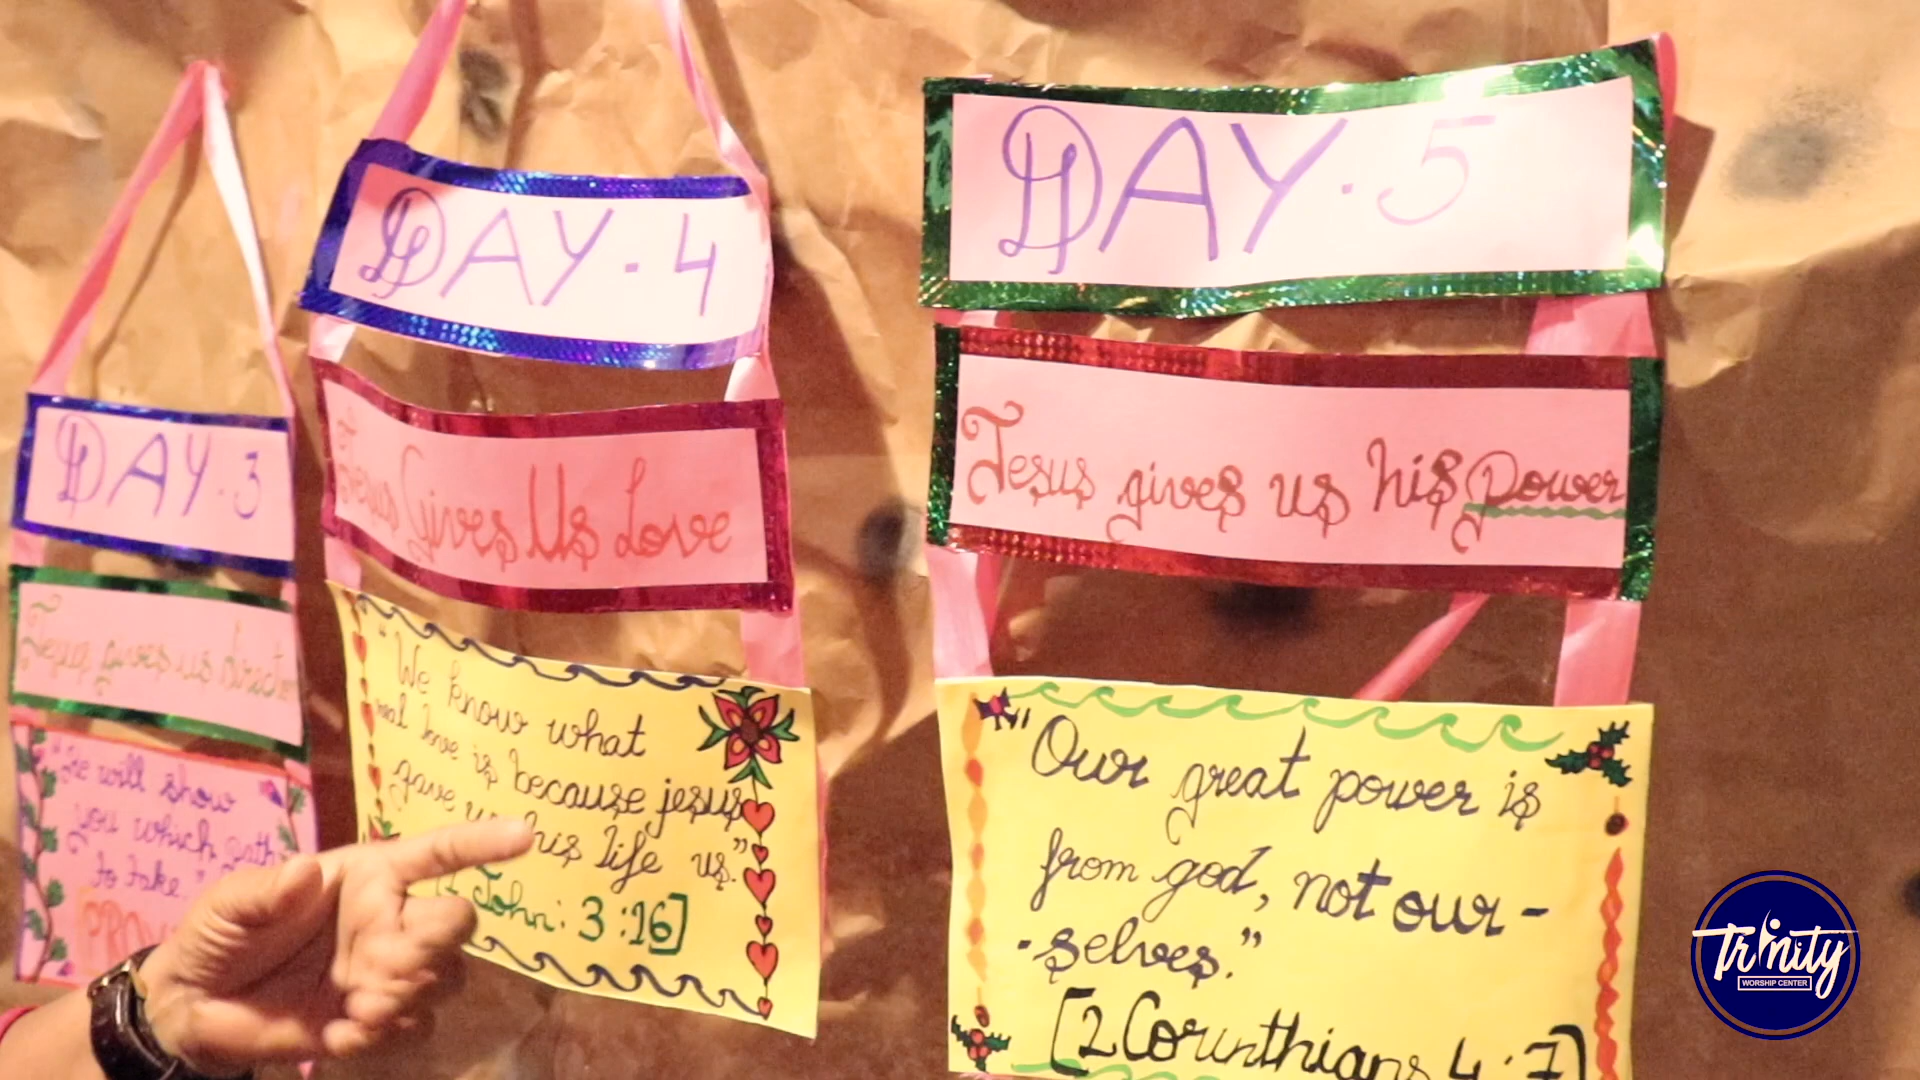 DAY.3
Jesus gives us
"He will show
you which path
to take."
DAY.4
Jesus Gives Us Love
"We know what
real love is because jesus
gave his life us."
John: 3:16]
DAY.5
Jesus gives us his power
"Our great power is
from god, not our-
-selves."
[2 Corinthians 4:7]
Trinity
WORSHIP CENTER